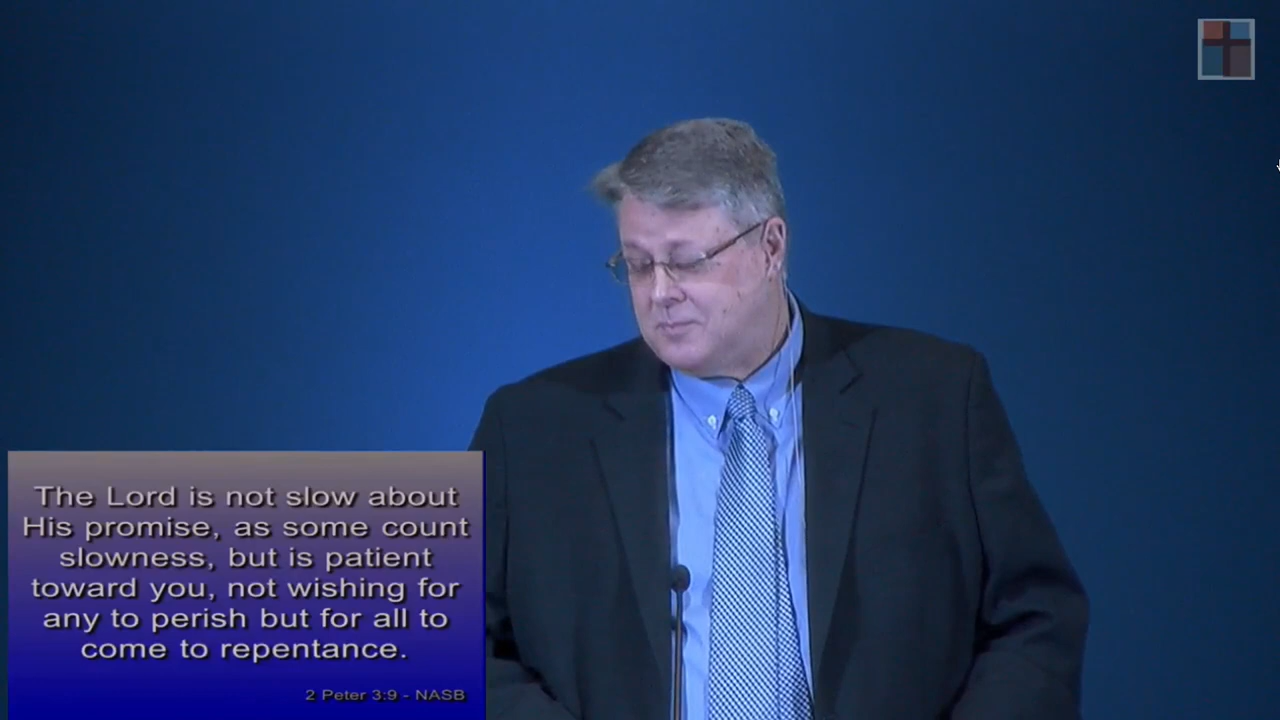 The Lord is not slow about
His promise, as some count
slowness, but is patient
toward you, not wishing for
any to perish but for all to
come to repentance.
2 Peter 3:9 - NASB